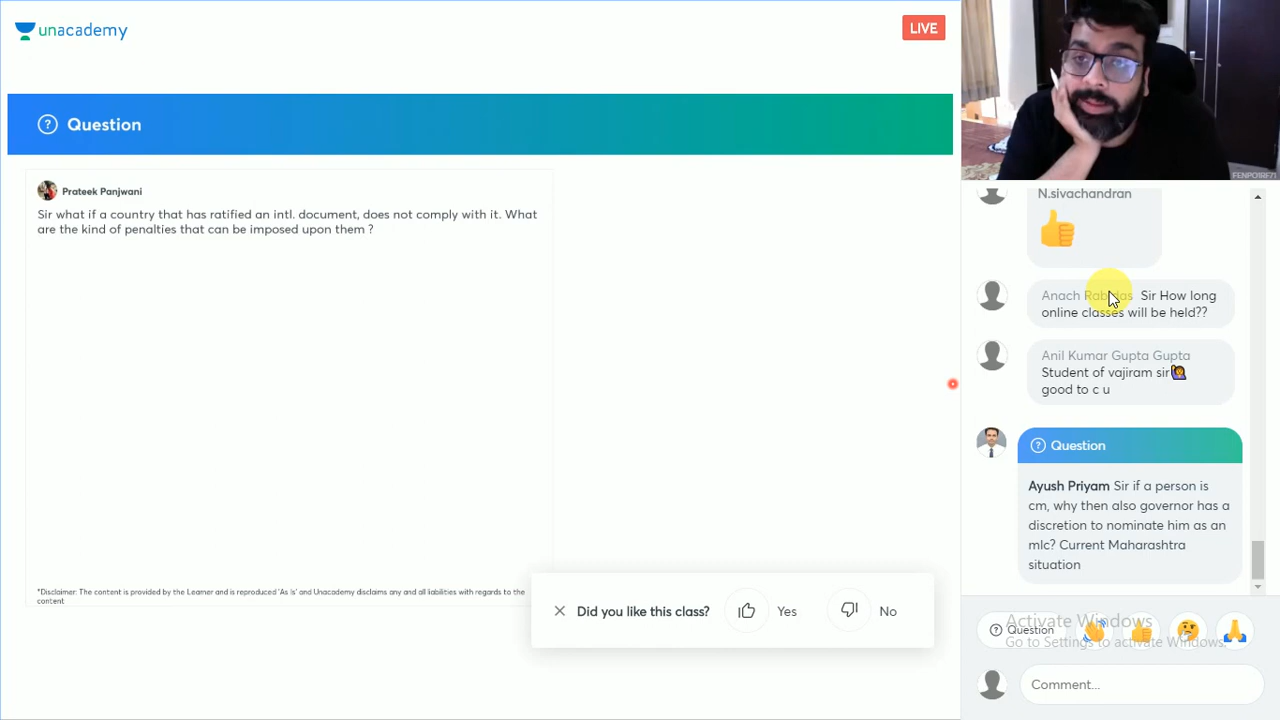 unacademy
LIVE
Question
Prateek Panjwani
Sir what if a country that has ratified an intl. document, does not comply with it. What
are the kind of penalties that can be imposed upon them ?
*Disclaimer: The content is provided by the Learner and is reproduced 'As Is' and Unacademy disclaims any and all liabilities with regards to the
content
Did you like this class?
Yes
No
N.sivachandran
Anach Rabidas Sir How long
online classes will be held??
Anil Kumar Gupta Gupta
Student of vajiram sir
good to c u
Question
Ayush Priyam Sir if a person is
cm, why then also governor has a
discretion to nominate him as an
mlc? Current Maharashtra
situation
Activate Windows
Question
Go to Settings to activate Windows.
Comment...